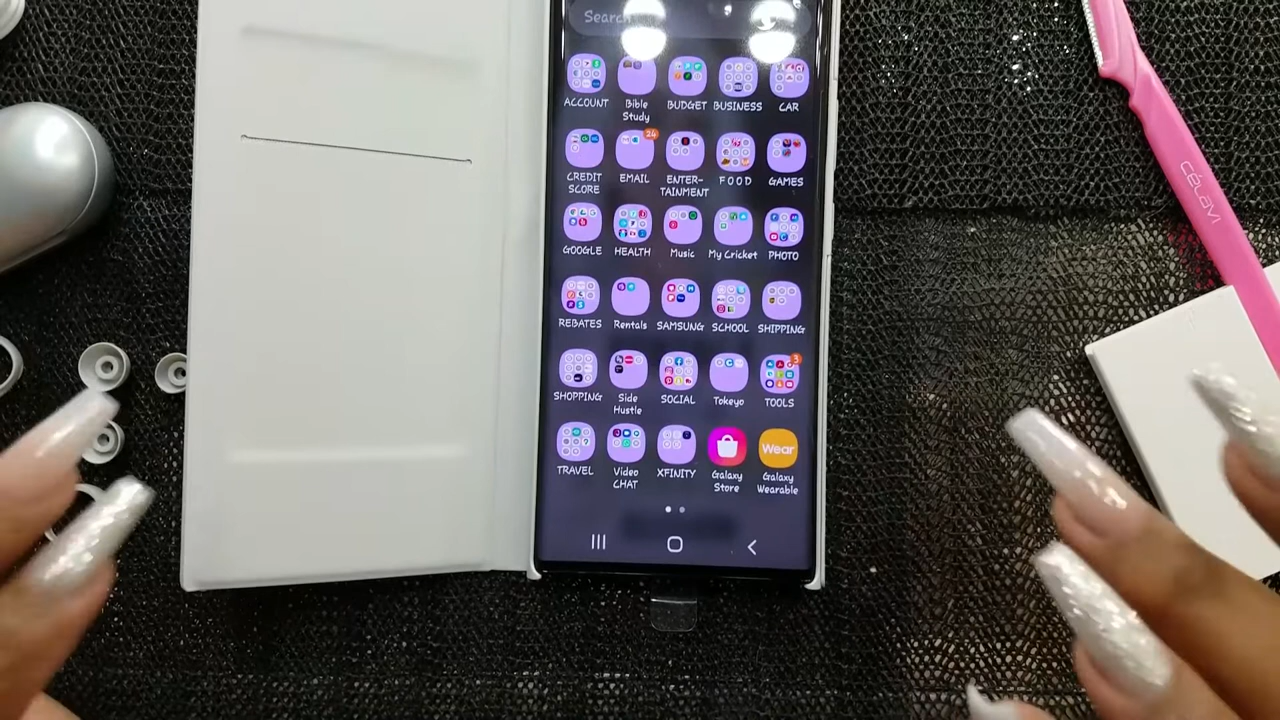 Search
ACCOUNT
Bible
Study
BUDGET
BUSINESS
CAR
CREDIT
SCORE
24
EMAIL
ENTER-
TAINMENT
F O O D
GAMES
GOOGLE
HEALTH
Music
My Cricket
PHOTO
REBATES
Rentals
SAMSUNG
SCHOOL
SHIPPING
SHOPPING
Side
Hustle
SOCIAL
Tokeyo
3
TOOLS
TRAVEL
Video
CHAT
XFINITY
Galaxy
Store
Wear
Galaxy
Wearable
célavi